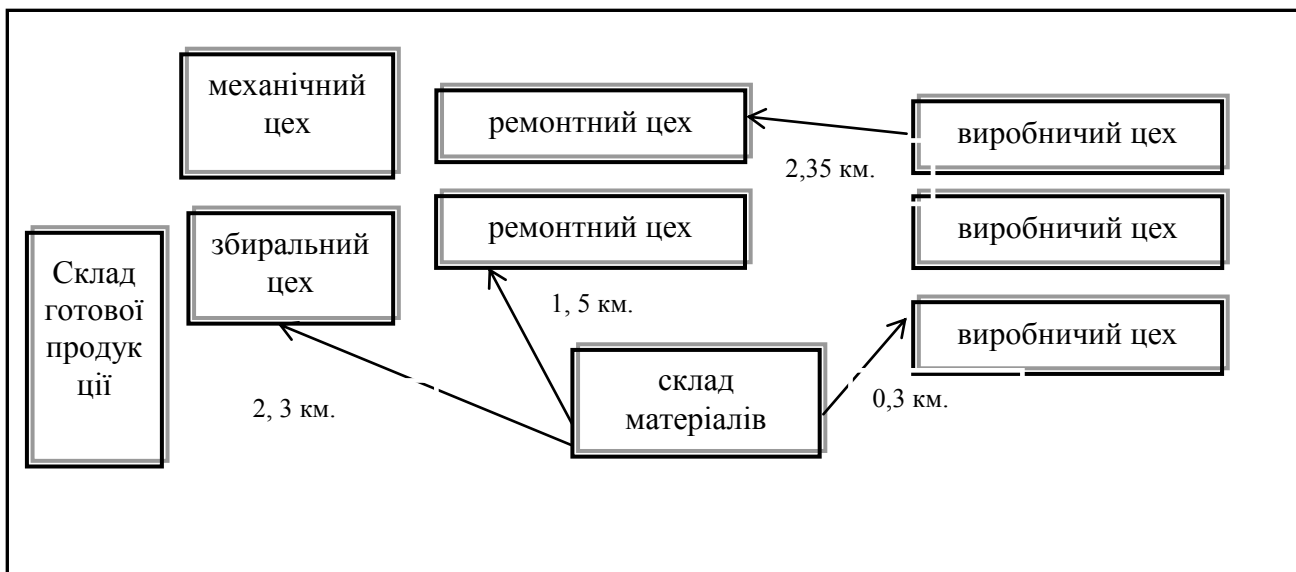 механічний
цех
ремонтний цех
виробничий цех
2,35 км.
збиральний
цех
ремонтний цех
виробничий цех
Склад
готової
продук
ції
1, 5 км.
виробничий цех
2, 3 км.
склад
матеріалів
0,3 км.